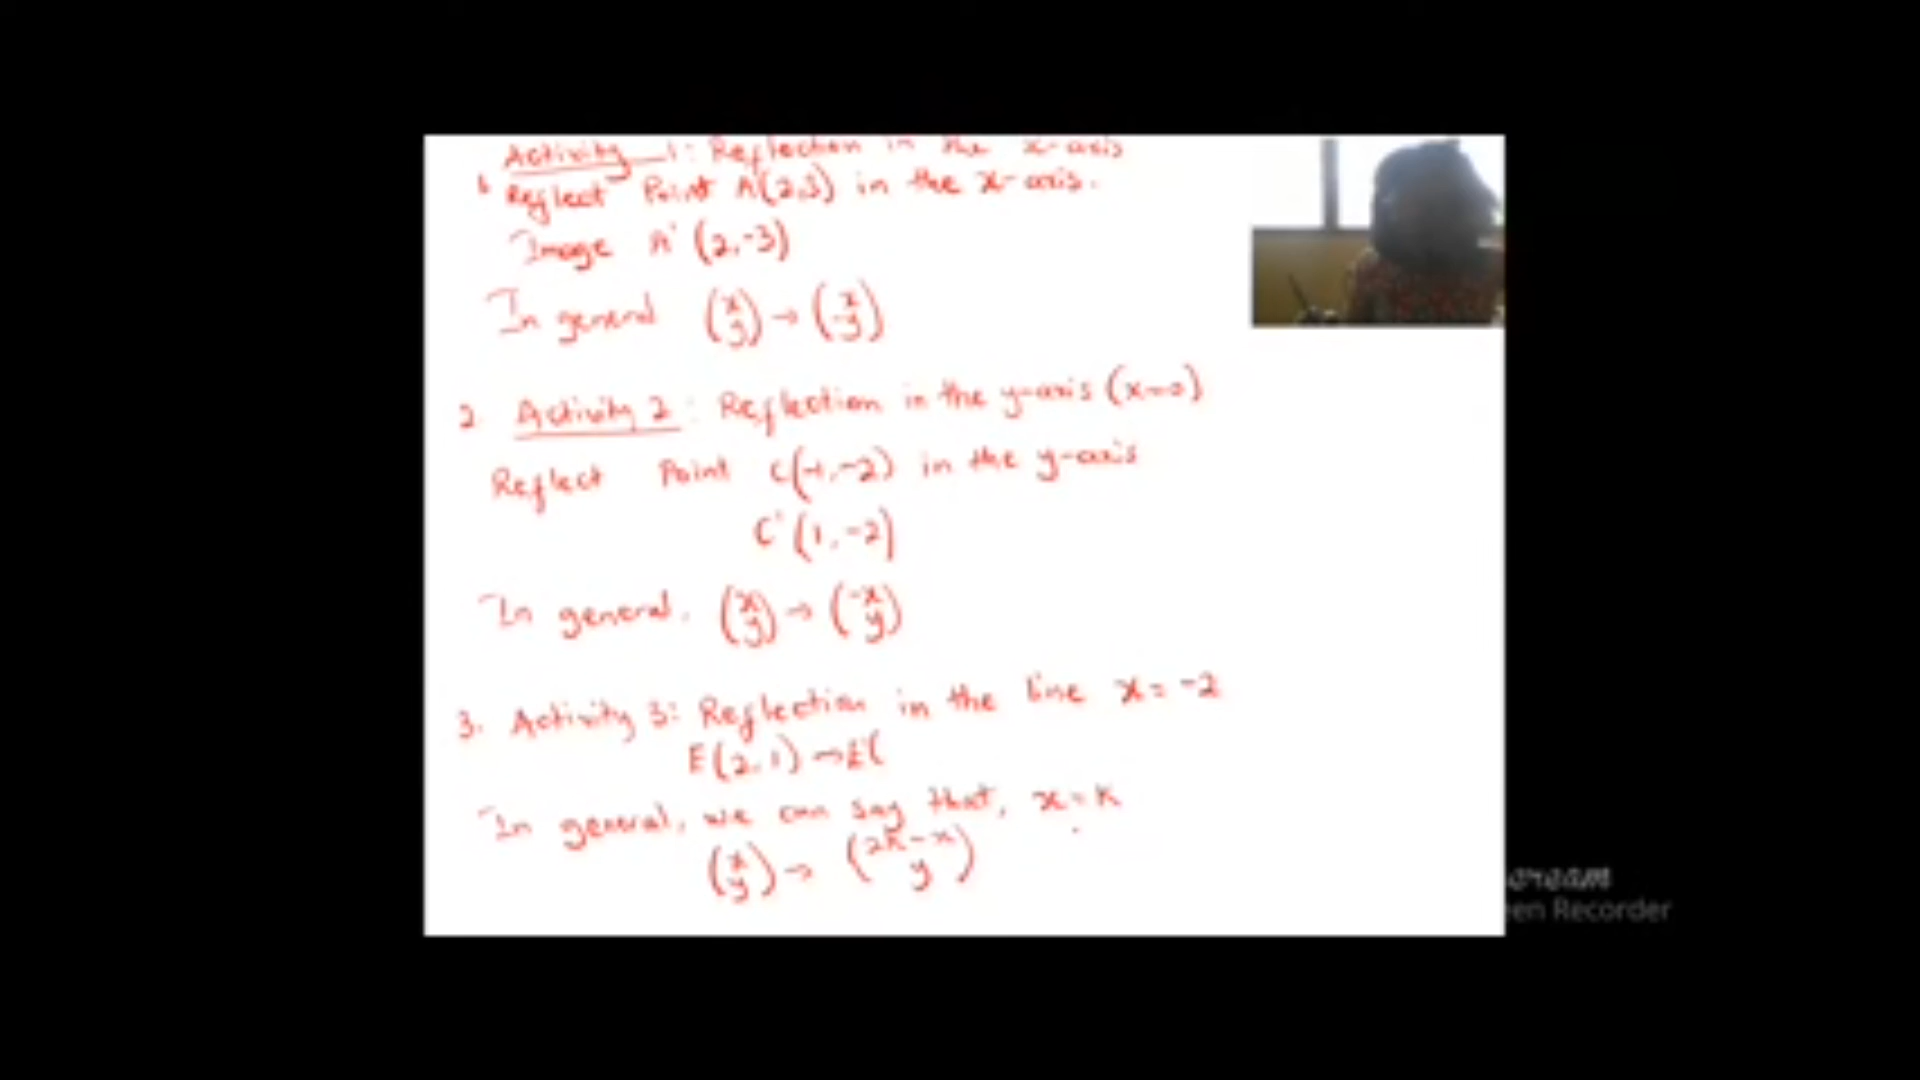 Activity 1: Reflection in the x-axis
1. Reflect Point A(2,3) in the x-axis.
Image A' (2,-3)
In general (x y) → (x -y)
2. Activity 2: Reflection in the y-axis (x=0)
Reflect Point C(-1,-2) in the y-axis
C' (1,-2)
In general, (x y) → (-x y)
3. Activity 3: Reflection in the line x = -2
E(2,1) → E'(
In general, we can say that, x=k
(x y) → (2k-x y)
Recorder